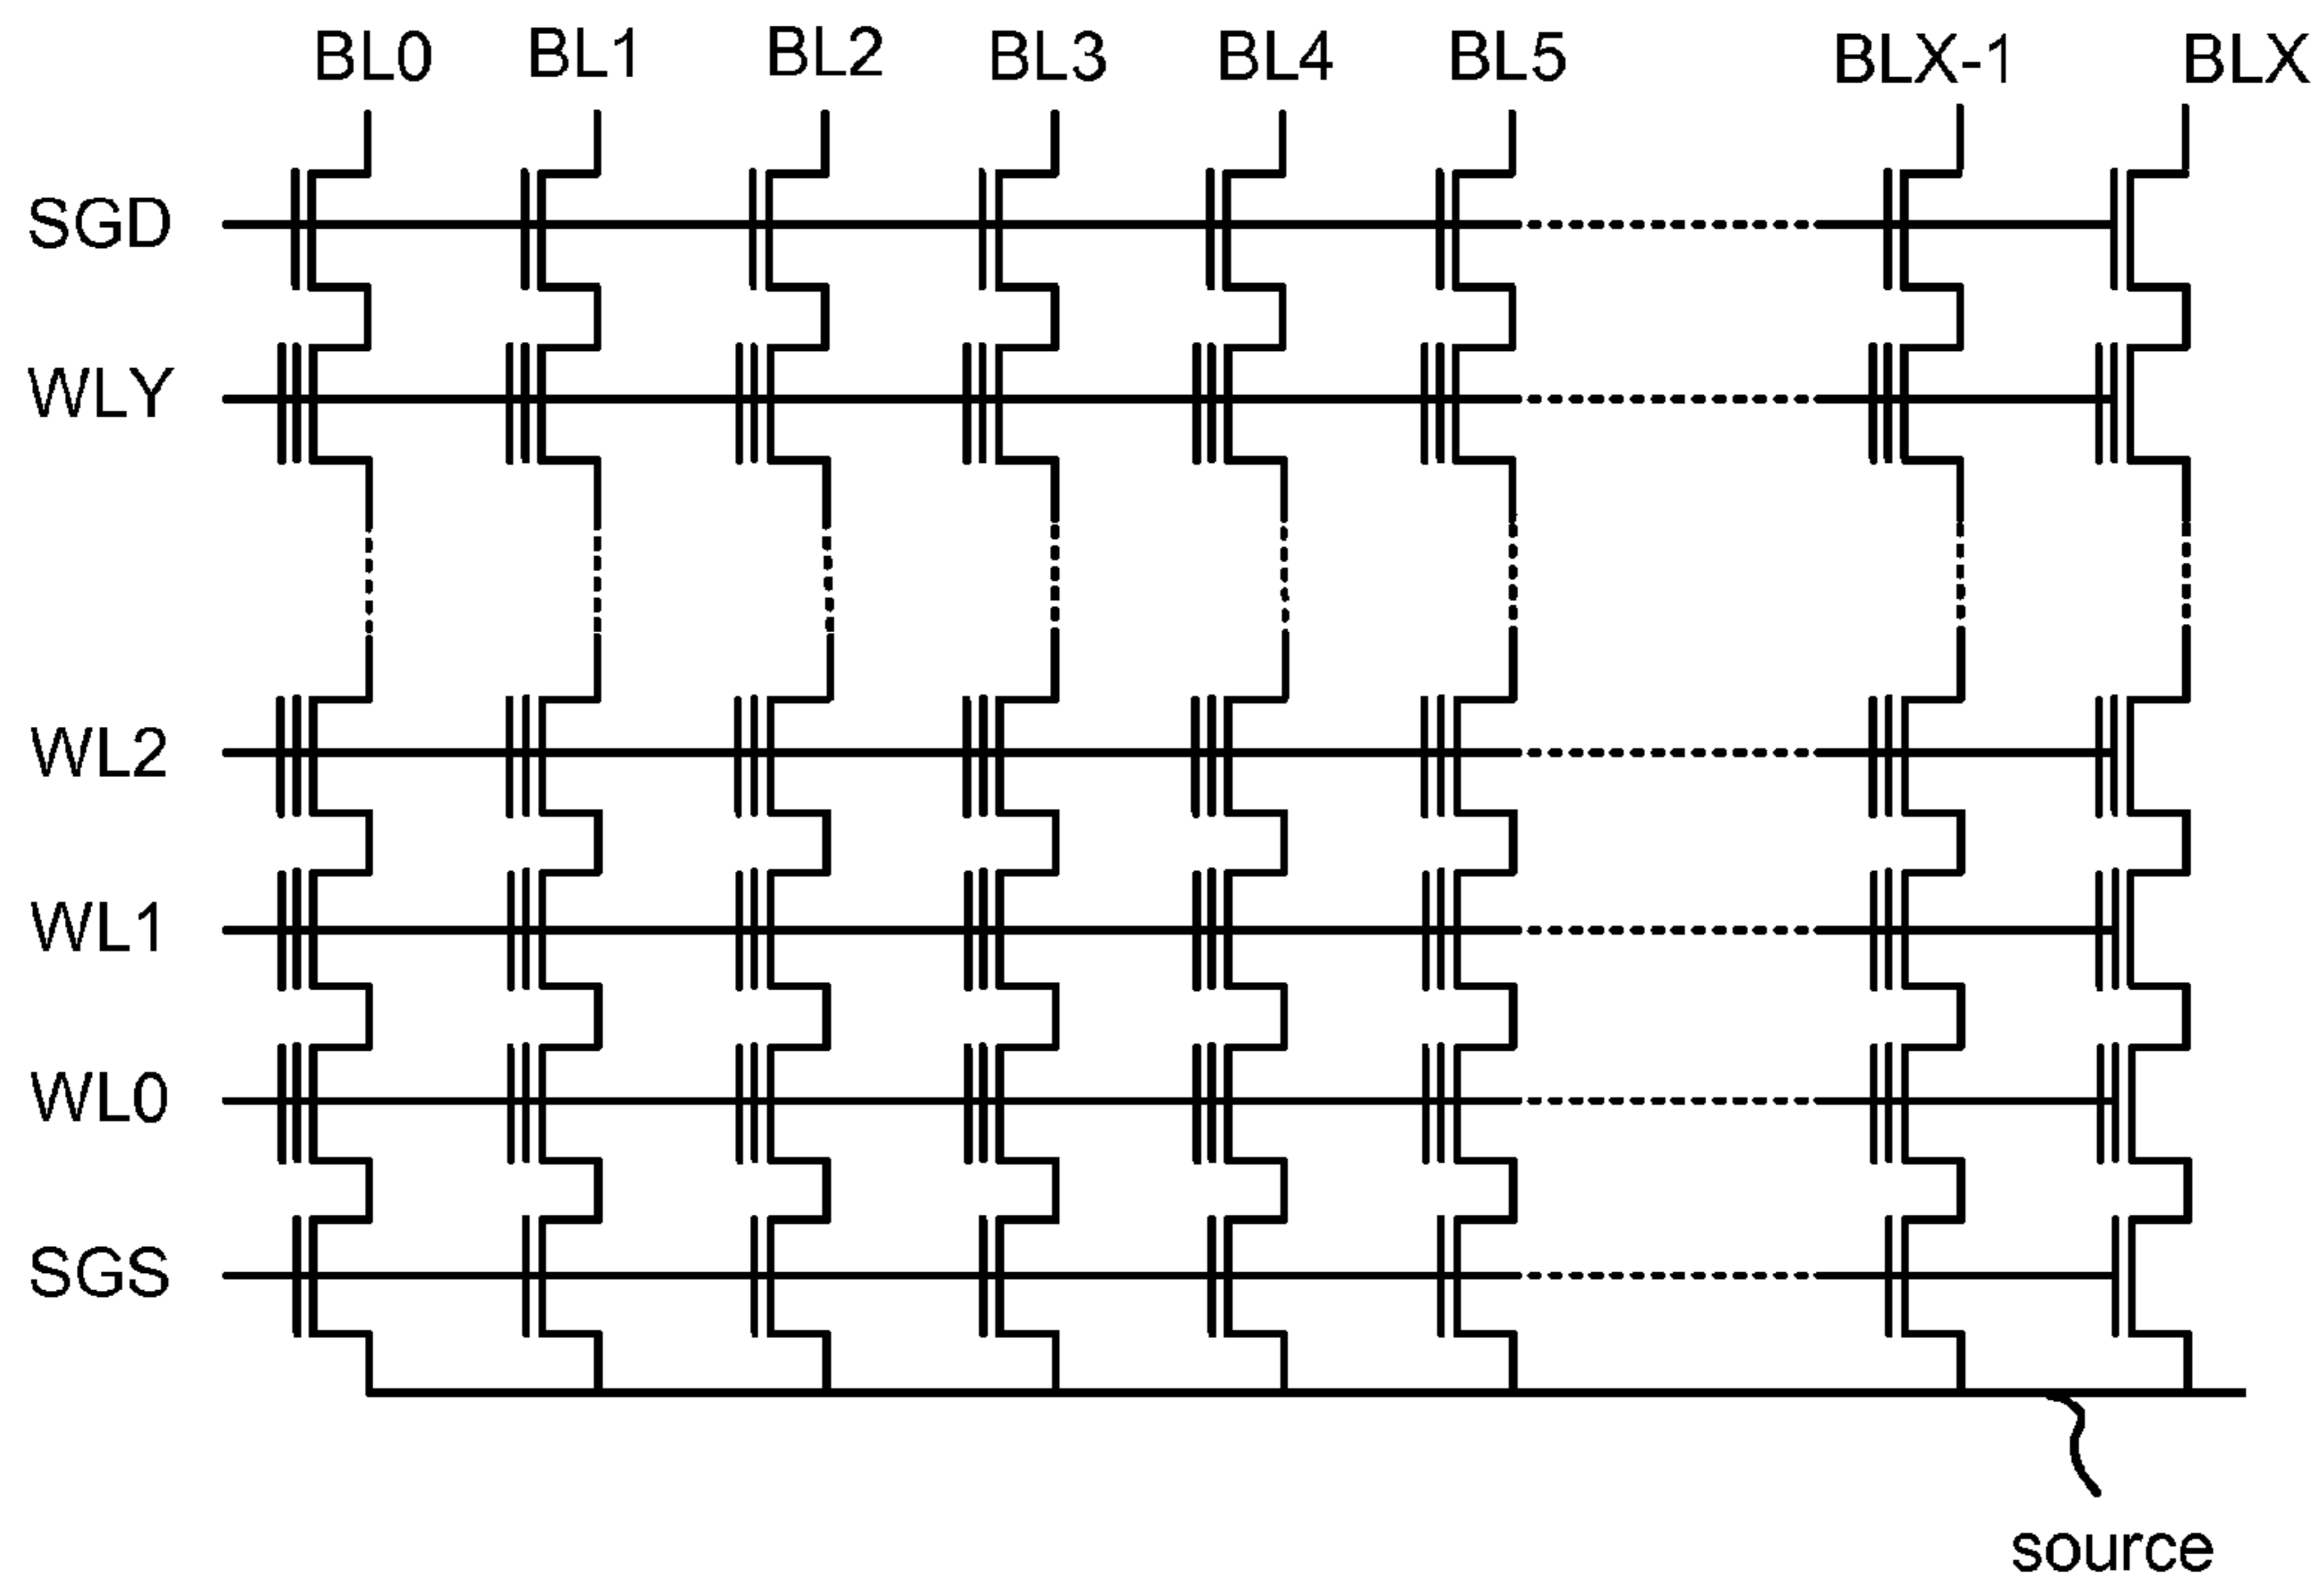 BL0 BL1 BL2 BL3 BL4 BL5 BLX-1 BLX
SGD
WLY
WL2
WL1
WL0
SGS
source